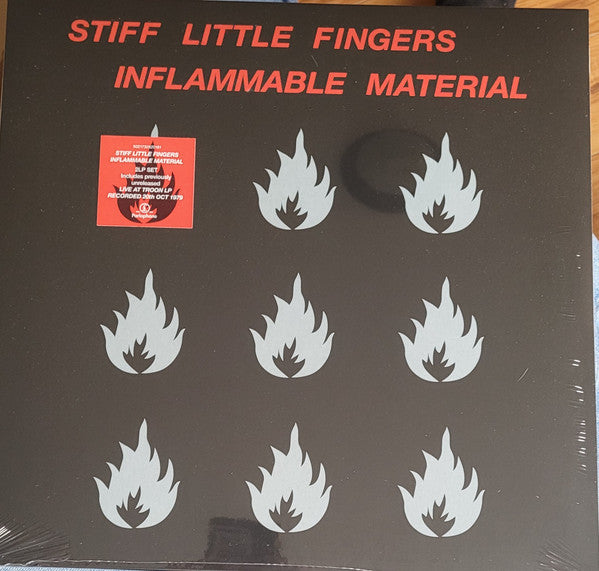 STIFF LITTLE FINGERS
INFLAMMABLE MATERIAL
STIFF LITTLE FINGERS
INFLAMMABLE MATERIAL
2LP SET
Includes previously
unreleased
LIVE AT TROON LP
RECORDED 20th OCT 1979
Parlophone